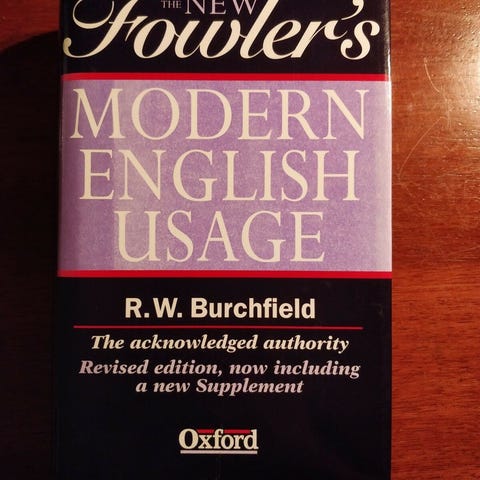 THE NEW
Fowler's
MODERN
ENGLISH
USAGE
R.W. Burchfield
The acknowledged authority
Revised edition, now including
a new Supplement
Oxford